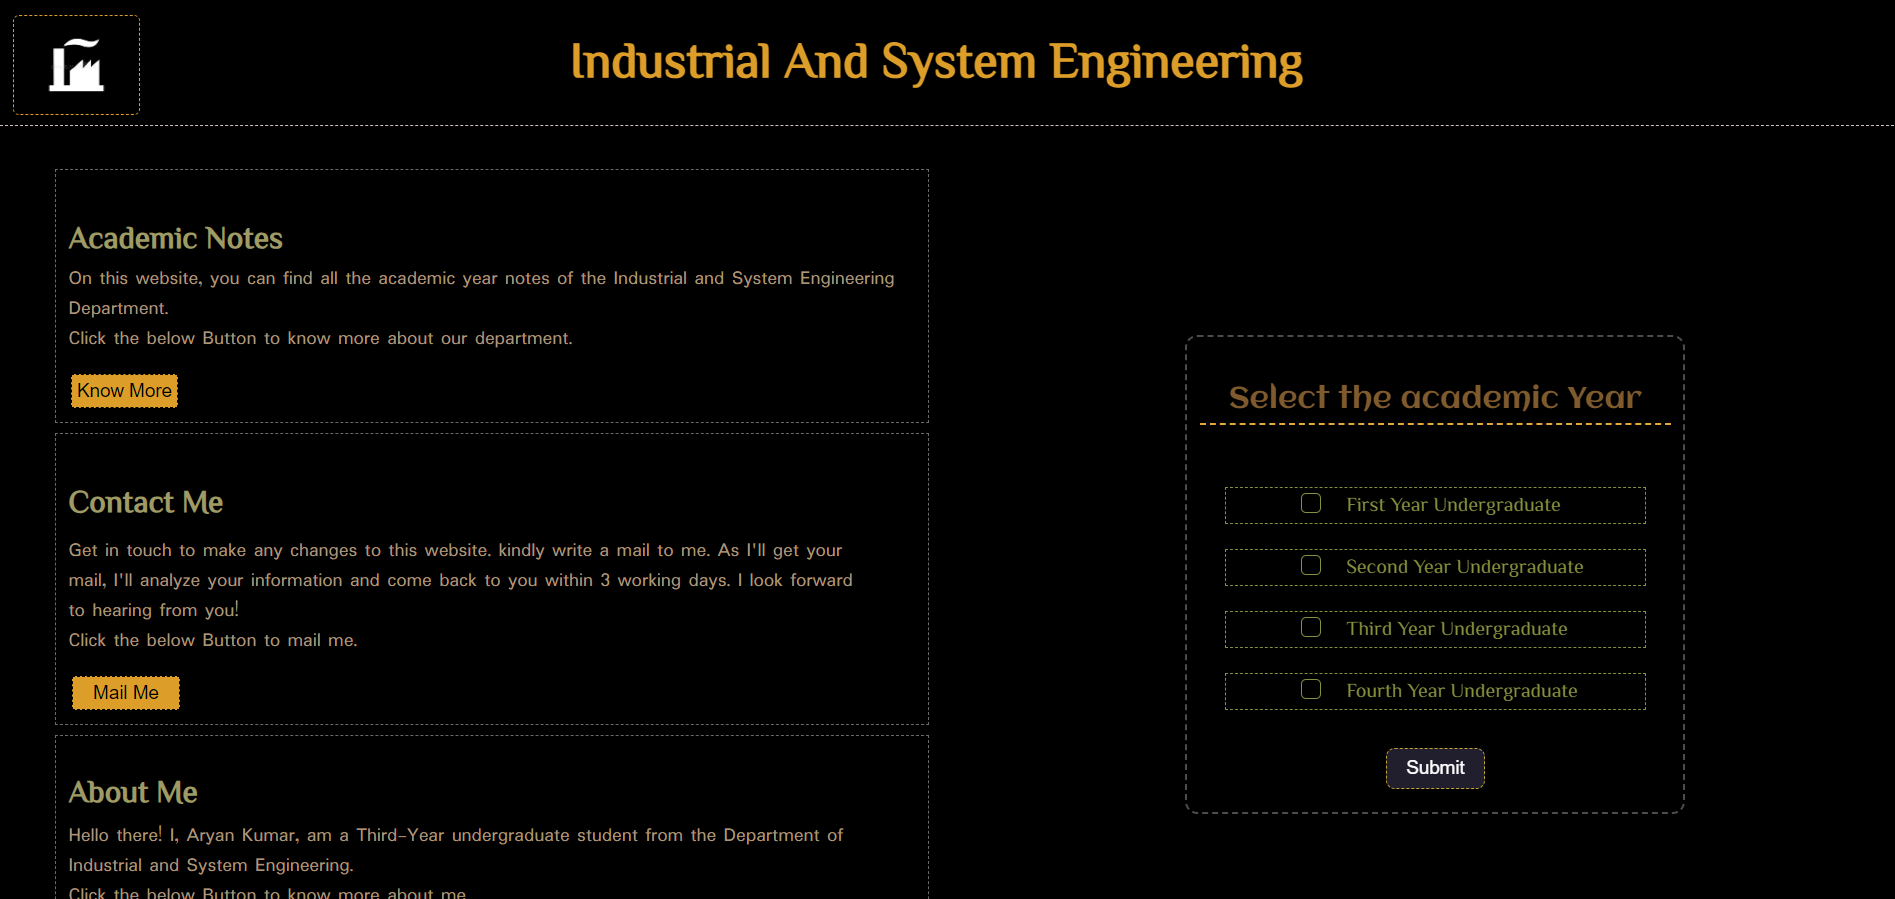 Industrial And System Engineering
Academic Notes
On this website, you can find all the academic year notes of the Industrial and System Engineering
Department.
Click the below Button to know more about our department.
Know More
Contact Me
Get in touch to make any changes to this website. kindly write a mail to me. As I'll get your
mail, I'll analyze your information and come back to you within 3 working days. I look forward
to hearing from you!
Click the below Button to mail me.
Mail Me
About Me
Hello there! I, Aryan Kumar, am a Third-Year undergraduate student from the Department of
Industrial and System Engineering.
Click the below Button to know more about me
Select the academic Year
First Year Undergraduate
Second Year Undergraduate
Third Year Undergraduate
Fourth Year Undergraduate
Submit